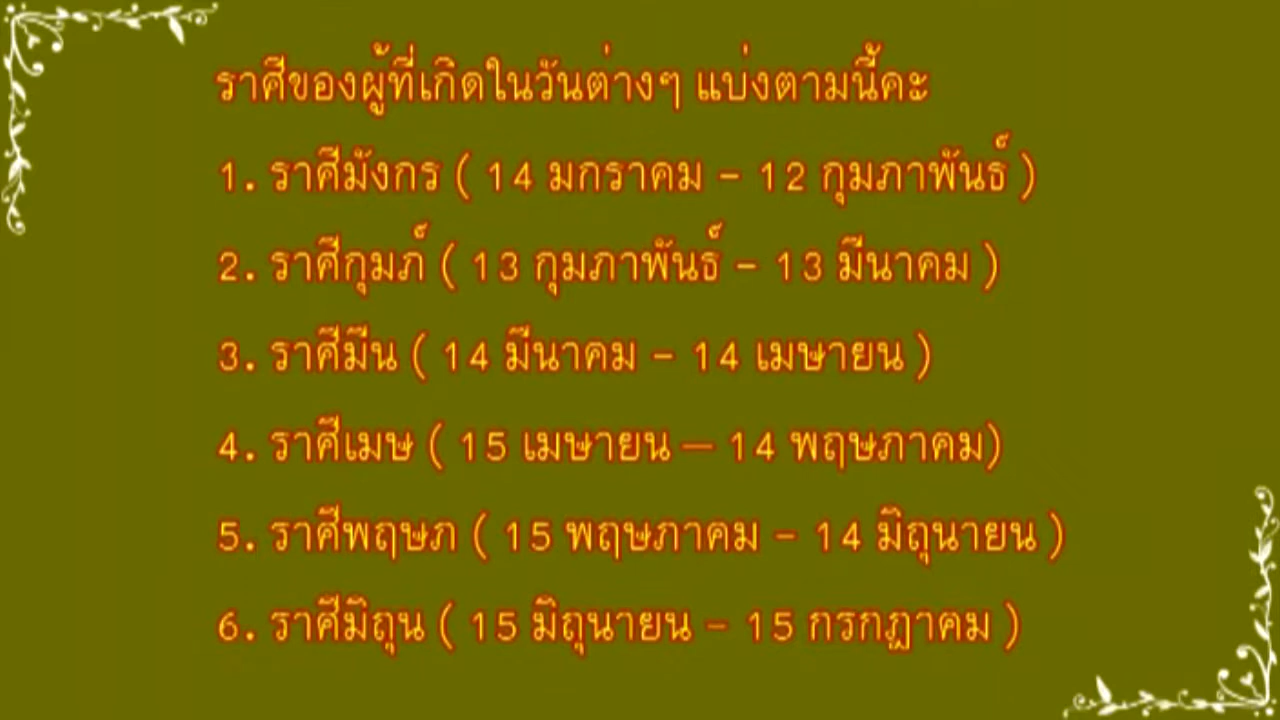 ราศีของผู้ที่เกิดในวันต่างๆ แบ่งตามนี้คะ
1. ราศีมังกร ( 14 มกราคม - 12 กุมภาพันธ์ )
2. ราศีกุมภ์ ( 13 กุมภาพันธ์ - 13 มีนาคม )
3. ราศีมีน ( 14 มีนาคม - 14 เมษายน )
4. ราศีเมษ ( 15 เมษายน — 14 พฤษภาคม)
5. ราศีพฤษภ ( 15 พฤษภาคม - 14 มิถุนายน )
6. ราศีมิถุน ( 15 มิถุนายน - 15 กรกฏาคม )